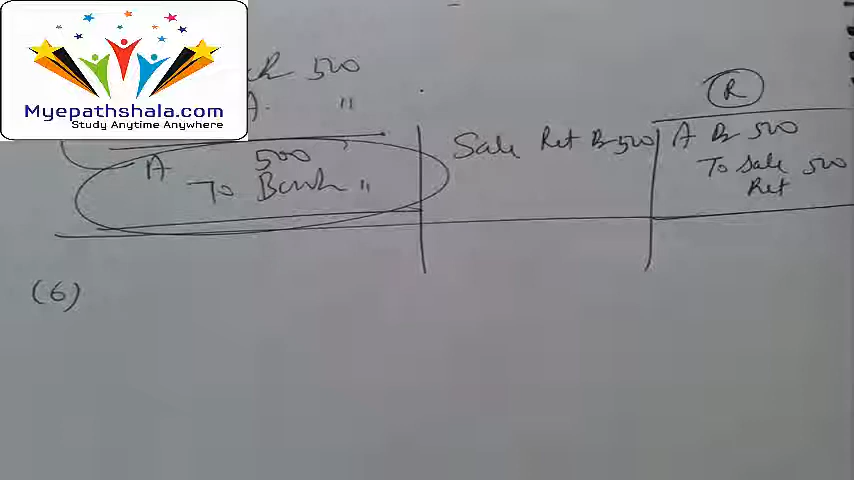 Myepathshala.com
Study Anytime Anywhere
500
A. "
A 500
To Bank "
Sale Ret Dr 500
R
A Dr 500
To Sale 500
Ret
(6)